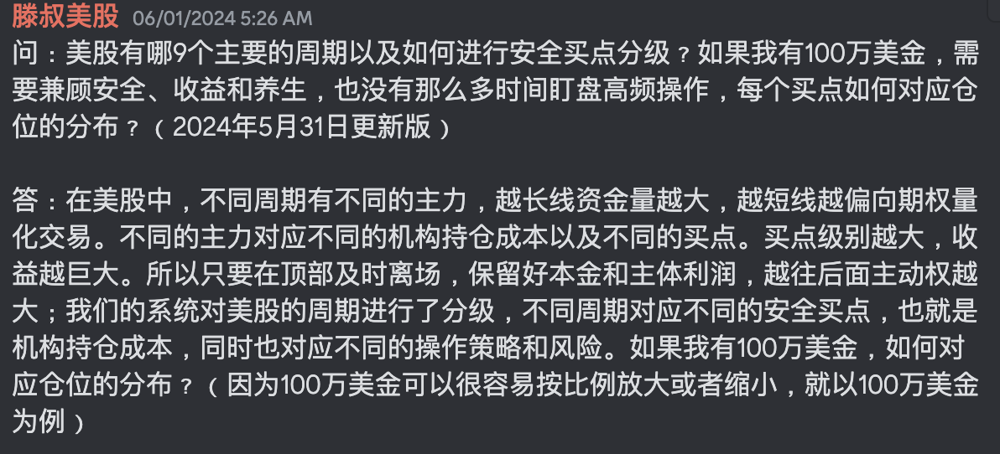 滕叔美股 06/01/2024 5:26 AM
问：美股有哪9个主要的周期以及如何进行安全买点分级？如果我有100万美金，需
要兼顾安全、收益和养生，也没有那么多时间盯盘高频操作，每个买点如何对应仓
位的分布？（2024年5月31日更新版）
答：在美股中，不同周期有不同的主力，越长线资金量越大，越短线越偏向期权量
化交易。不同的主力对应不同的机构持仓成本以及不同的买点。买点级别越大，收
益越巨大。所以只要在顶部及时离场，保留好本金和主体利润，越往后面主动权越
大；我们的系统对美股的周期进行了分级，不同周期对应不同的安全买点，也就是
机构持仓成本，同时也对应不同的操作策略和风险。如果我有100万美金，如何对
应仓位的分布？（因为100万美金可以很容易按比例放大或者缩小，就以100万美金
为例）